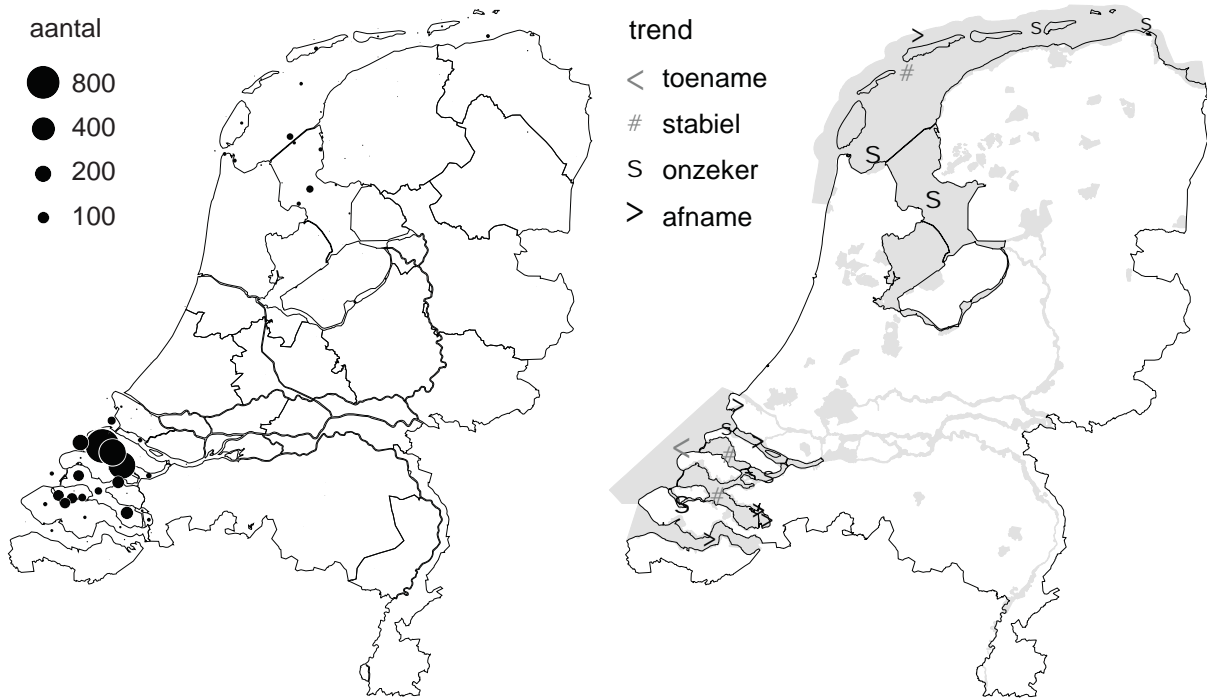 aantal
800
400
200
100
trend
< toename
# stabiel
S onzeker
> afname
>
S
S
#
S
S
>
S
>
<
#
#
S
>